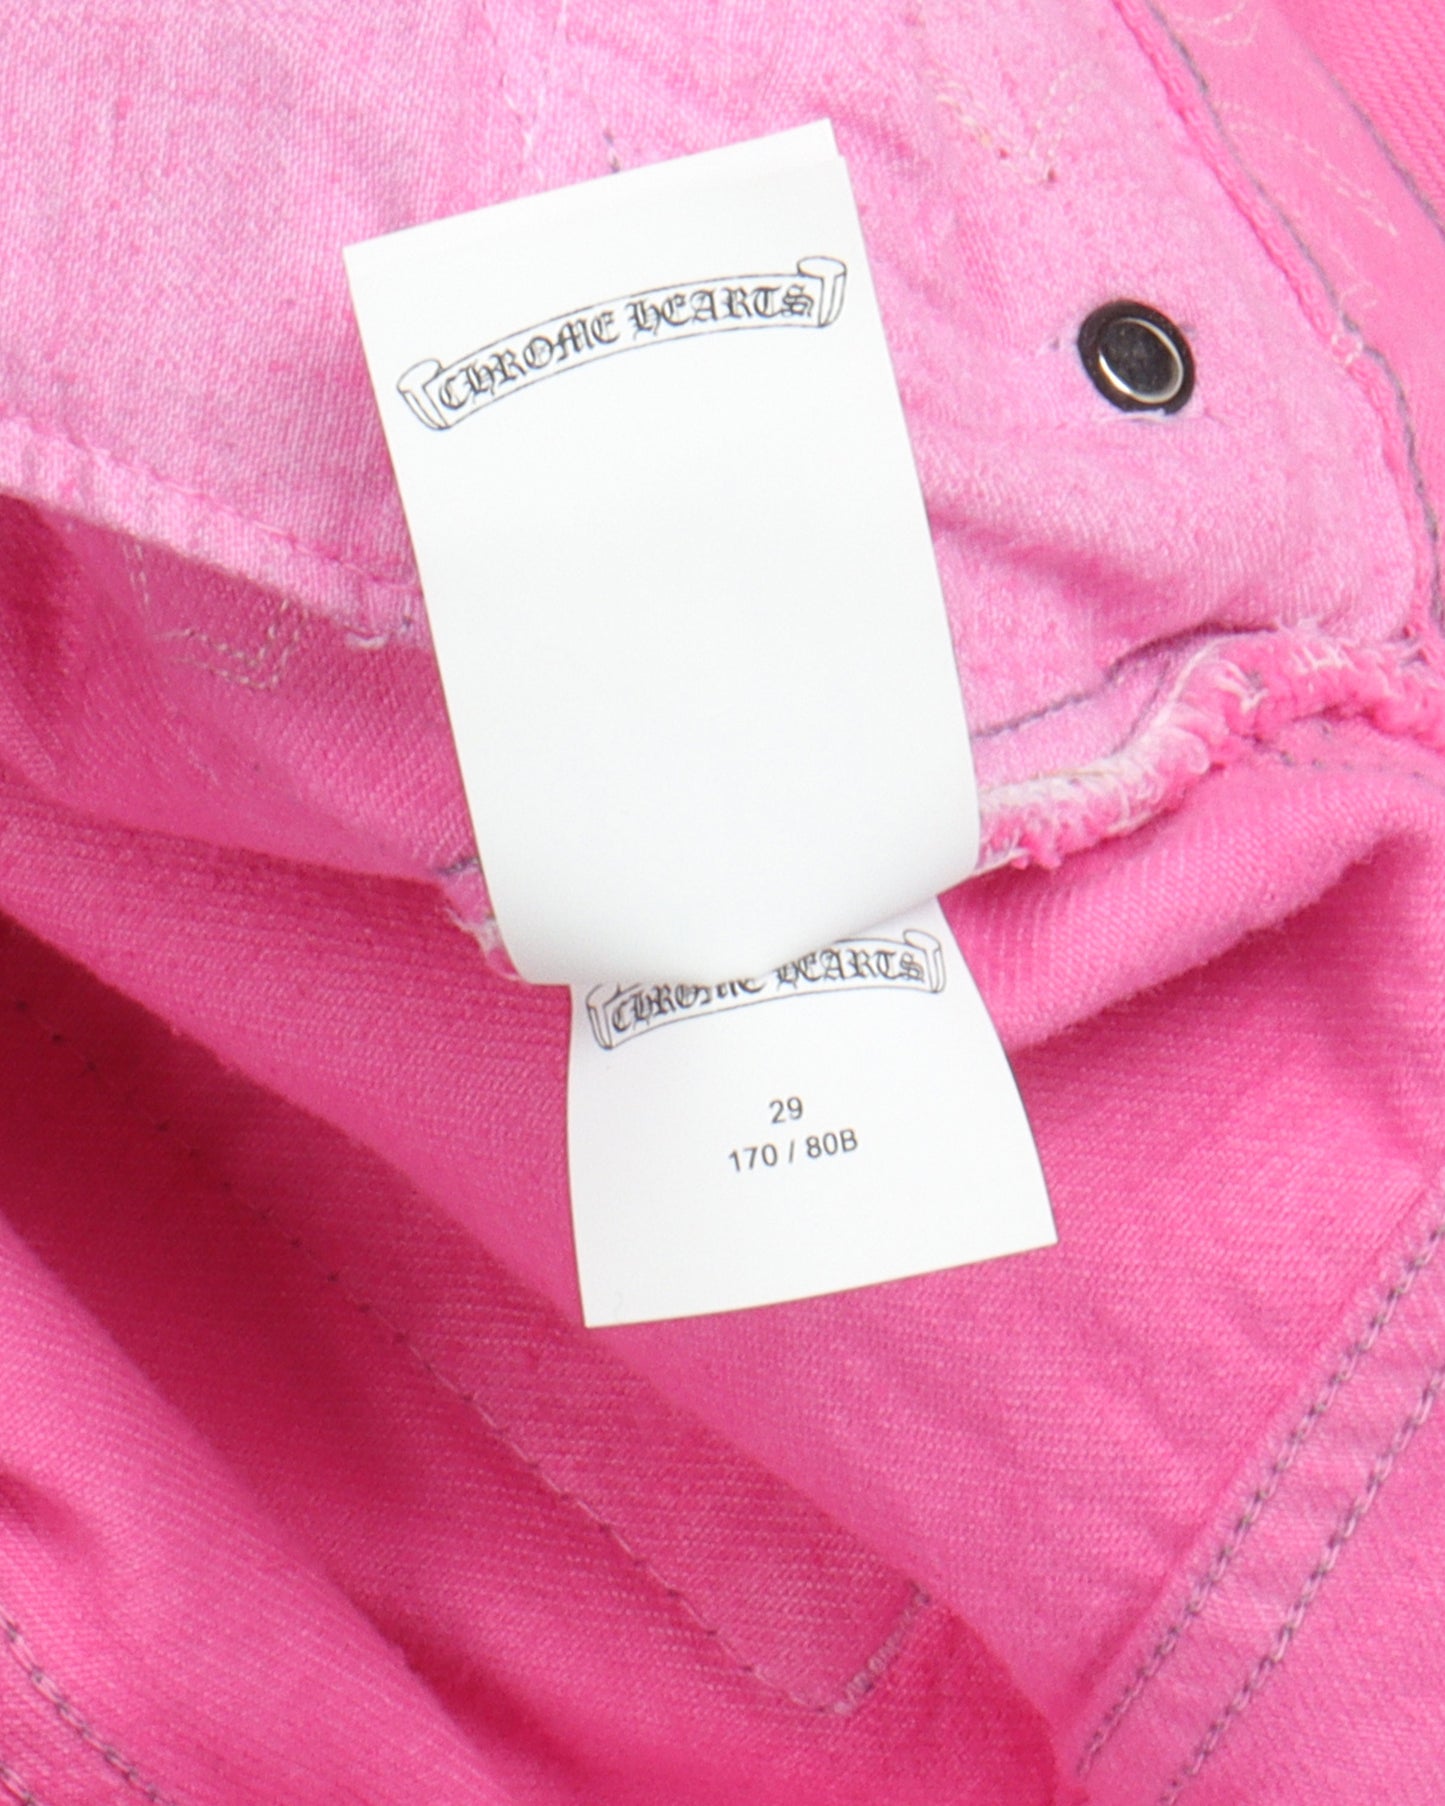 CHROME HEARTS
CHROME HEARTS
29
170 / 80B